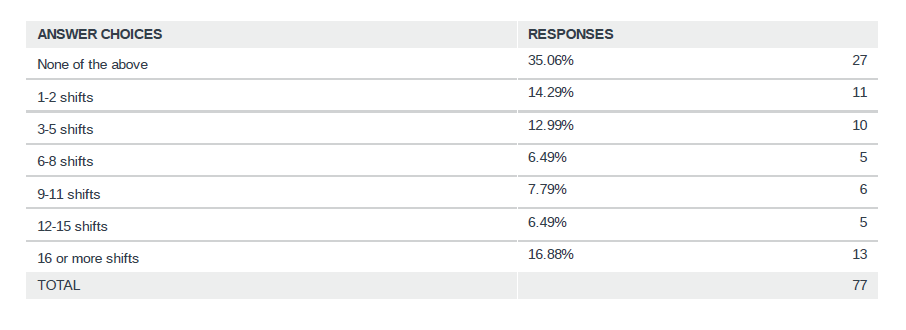 ANSWER CHOICES RESPONSES
None of the above 35.06% 27
1-2 shifts 14.29% 11
3-5 shifts 12.99% 10
6-8 shifts 6.49% 5
9-11 shifts 7.79% 6
12-15 shifts 6.49% 5
16 or more shifts 16.88% 13
TOTAL 77